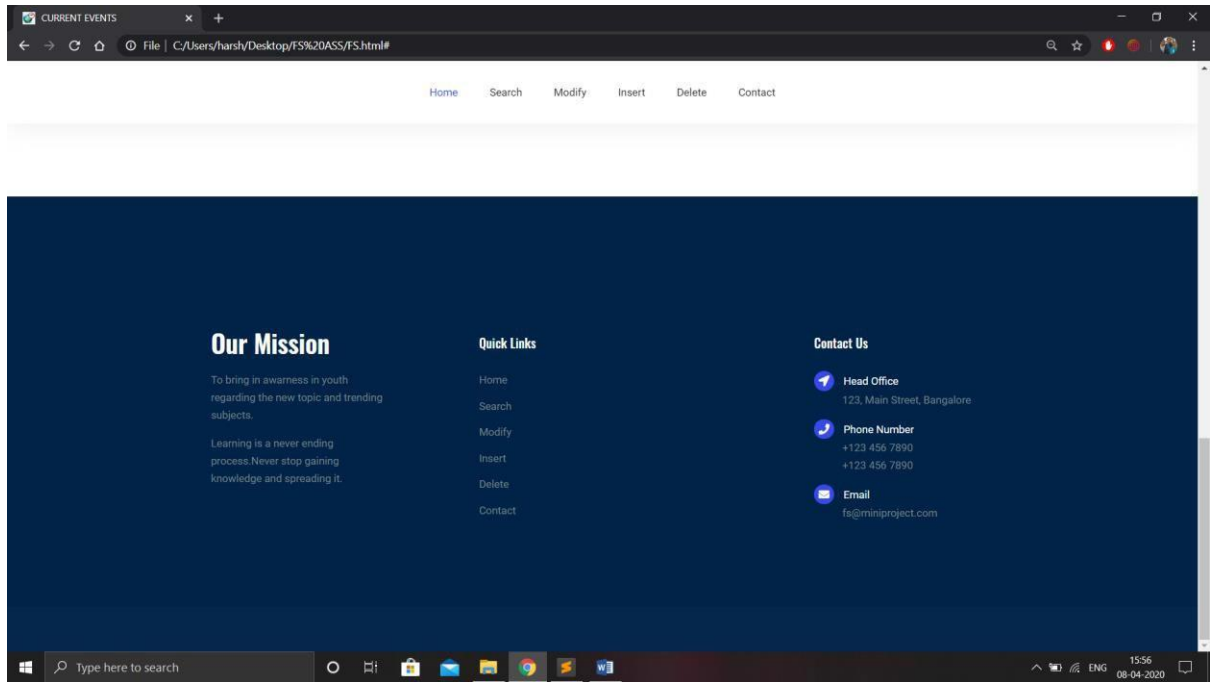 CURRENT EVENTS
File | C:/Users/harsh/Desktop/FS%20ASS/FS.html#
Home Search Modify Insert Delete Contact
Our Mission
To bring in awarness in youth
regarding the new topic and trending
subjects.
Learning is a never ending
process.Never stop gaining
knowledge and spreading it.
Quick Links
Home
Search
Modify
Insert
Delete
Contact
Contact Us
Head Office
123, Main Street, Bangalore
Phone Number
+123 456 7890
+123 456 7890
Email
fs@miniproject.com
Type here to search
ENG
15:56
08-04-2020